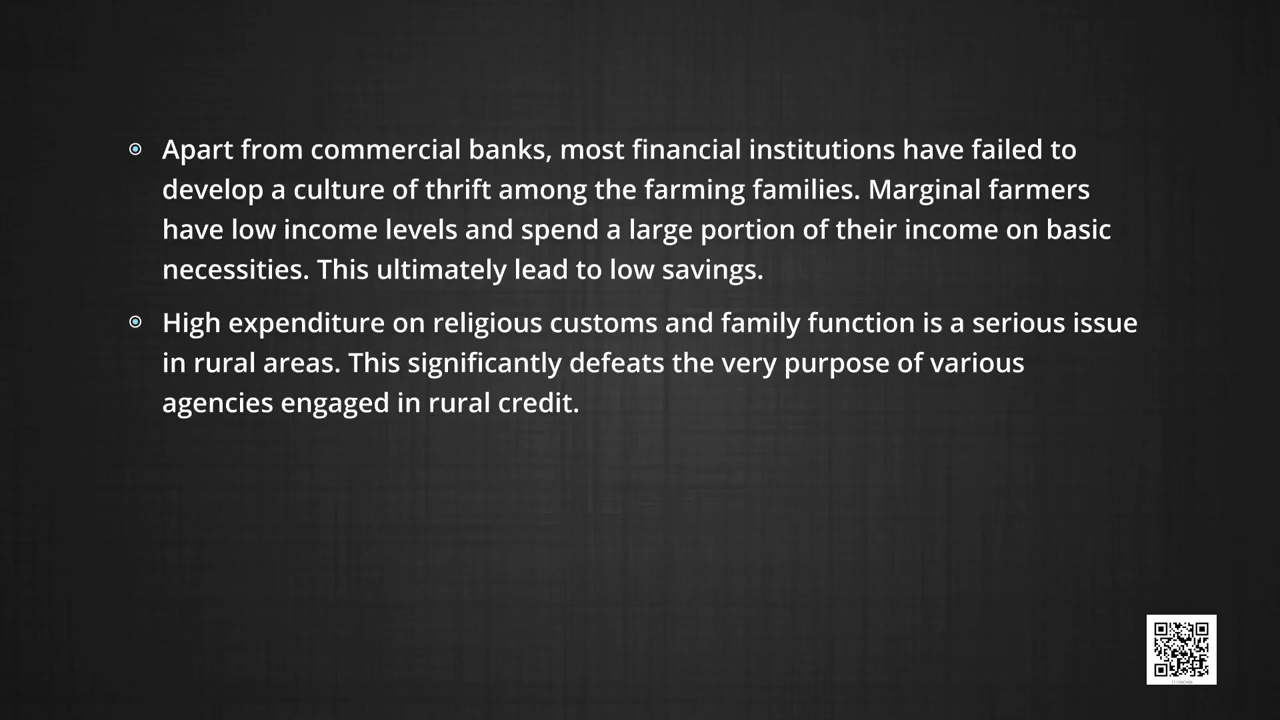 Apart from commercial banks, most financial institutions have failed to
develop a culture of thrift among the farming families. Marginal farmers
have low income levels and spend a large portion of their income on basic
necessities. This ultimately lead to low savings.
High expenditure on religious customs and family function is a serious issue
in rural areas. This significantly defeats the very purpose of various
agencies engaged in rural credit.